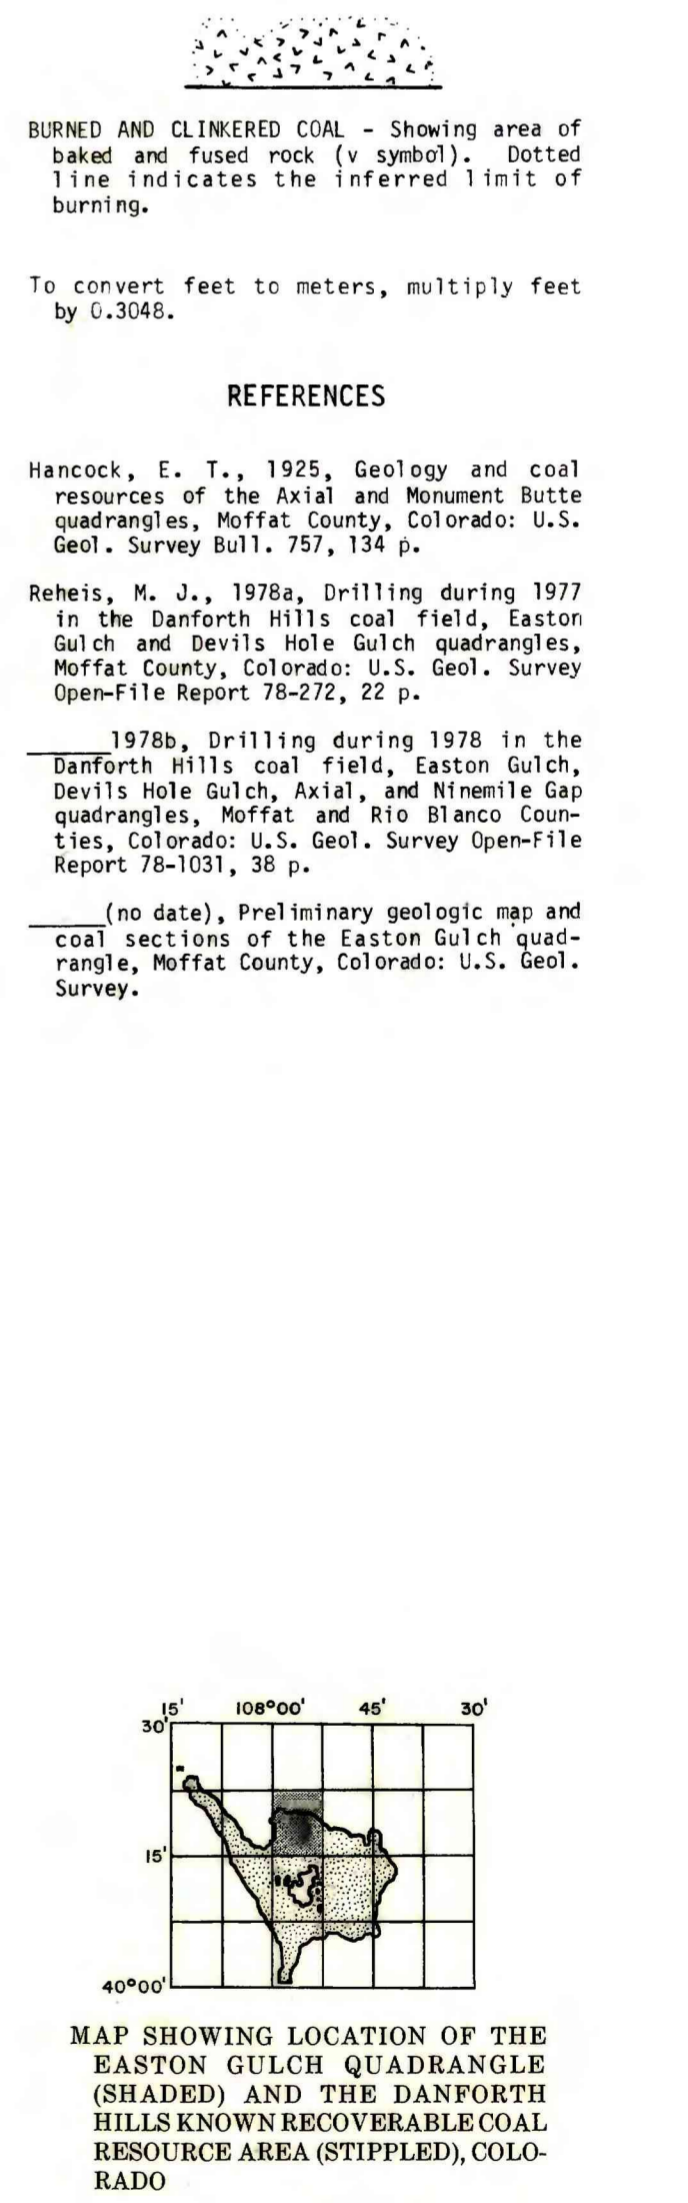 BURNED AND CLINKERED COAL - Showing area of
baked and fused rock (v symbol). Dotted
line indicates the inferred limit of
burning.
To convert feet to meters, multiply feet
by 0.3048.
REFERENCES
Hancock, E. T., 1925, Geology and coal
resources of the Axial and Monument Butte
quadrangles, Moffat County, Colorado: U.S.
Geol. Survey Bull. 757, 134 p.
Reheis, M. J., 1978a, Drilling during 1977
in the Danforth Hills coal field, Easton
Gulch and Devils Hole Gulch quadrangles,
Moffat County, Colorado: U.S. Geol. Survey
Open-File Report 78-272, 22 p.
______1978b, Drilling during 1978 in the
Danforth Hills coal field, Easton Gulch,
Devils Hole Gulch, Axial, and Ninemile Gap
quadrangles, Moffat and Rio Blanco Coun-
ties, Colorado: U.S. Geol. Survey Open-File
Report 78-1031, 38 p.
______(no date), Preliminary geologic map and
coal sections of the Easton Gulch quad-
rangle, Moffat County, Colorado: U.S. Geol.
Survey.
15' 108°00' 45' 30'
30'
15'
40°00'
MAP SHOWING LOCATION OF THE
EASTON GULCH QUADRANGLE
(SHADED) AND THE DANFORTH
HILLS KNOWN RECOVERABLE COAL
RESOURCE AREA (STIPPLED), COLO-
RADO